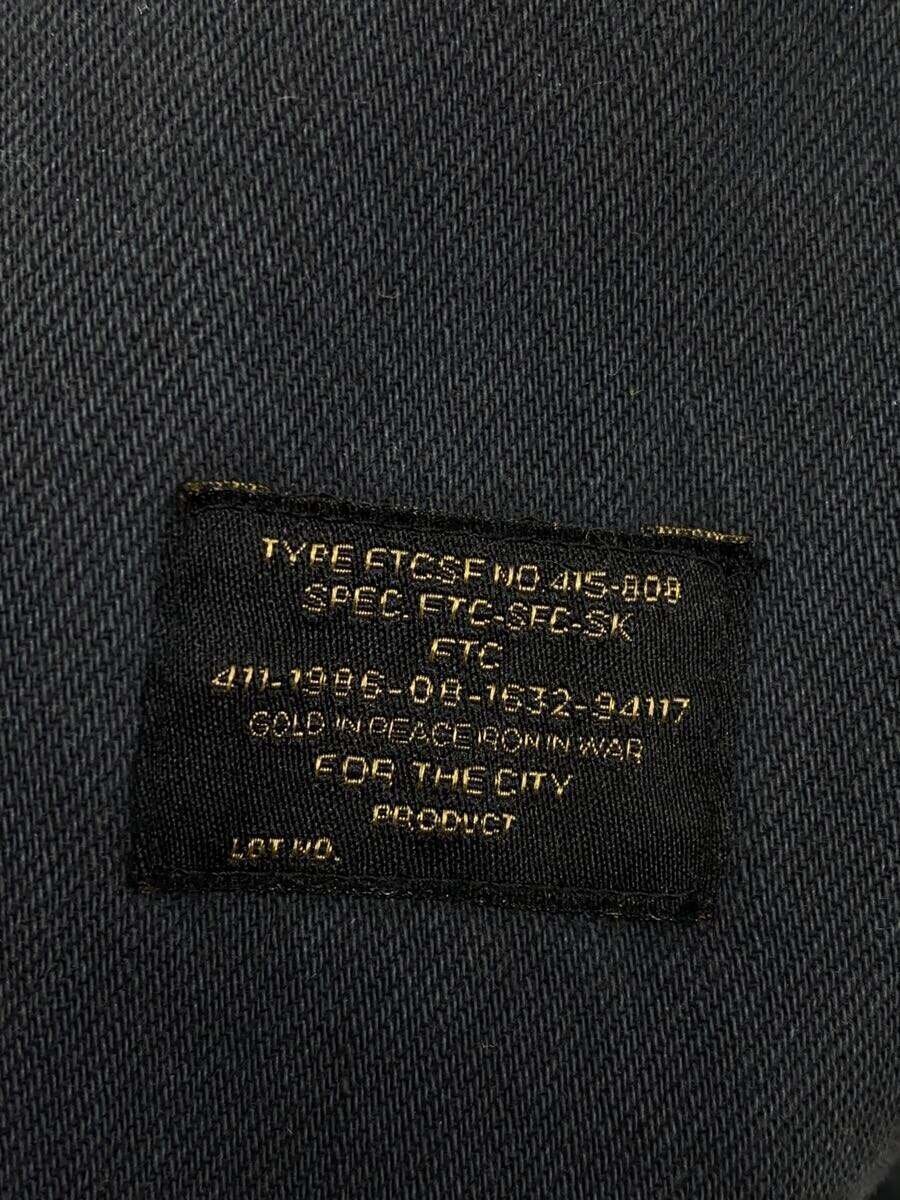 TYPE FTCSF NO.415-808
SPEC. FTC-SFC-SK
FTC
411-1986-08-1632-94117
GOLD IN PEACE IRON IN WAR
FOR THE CITY
PRODUCT
LOT NO.